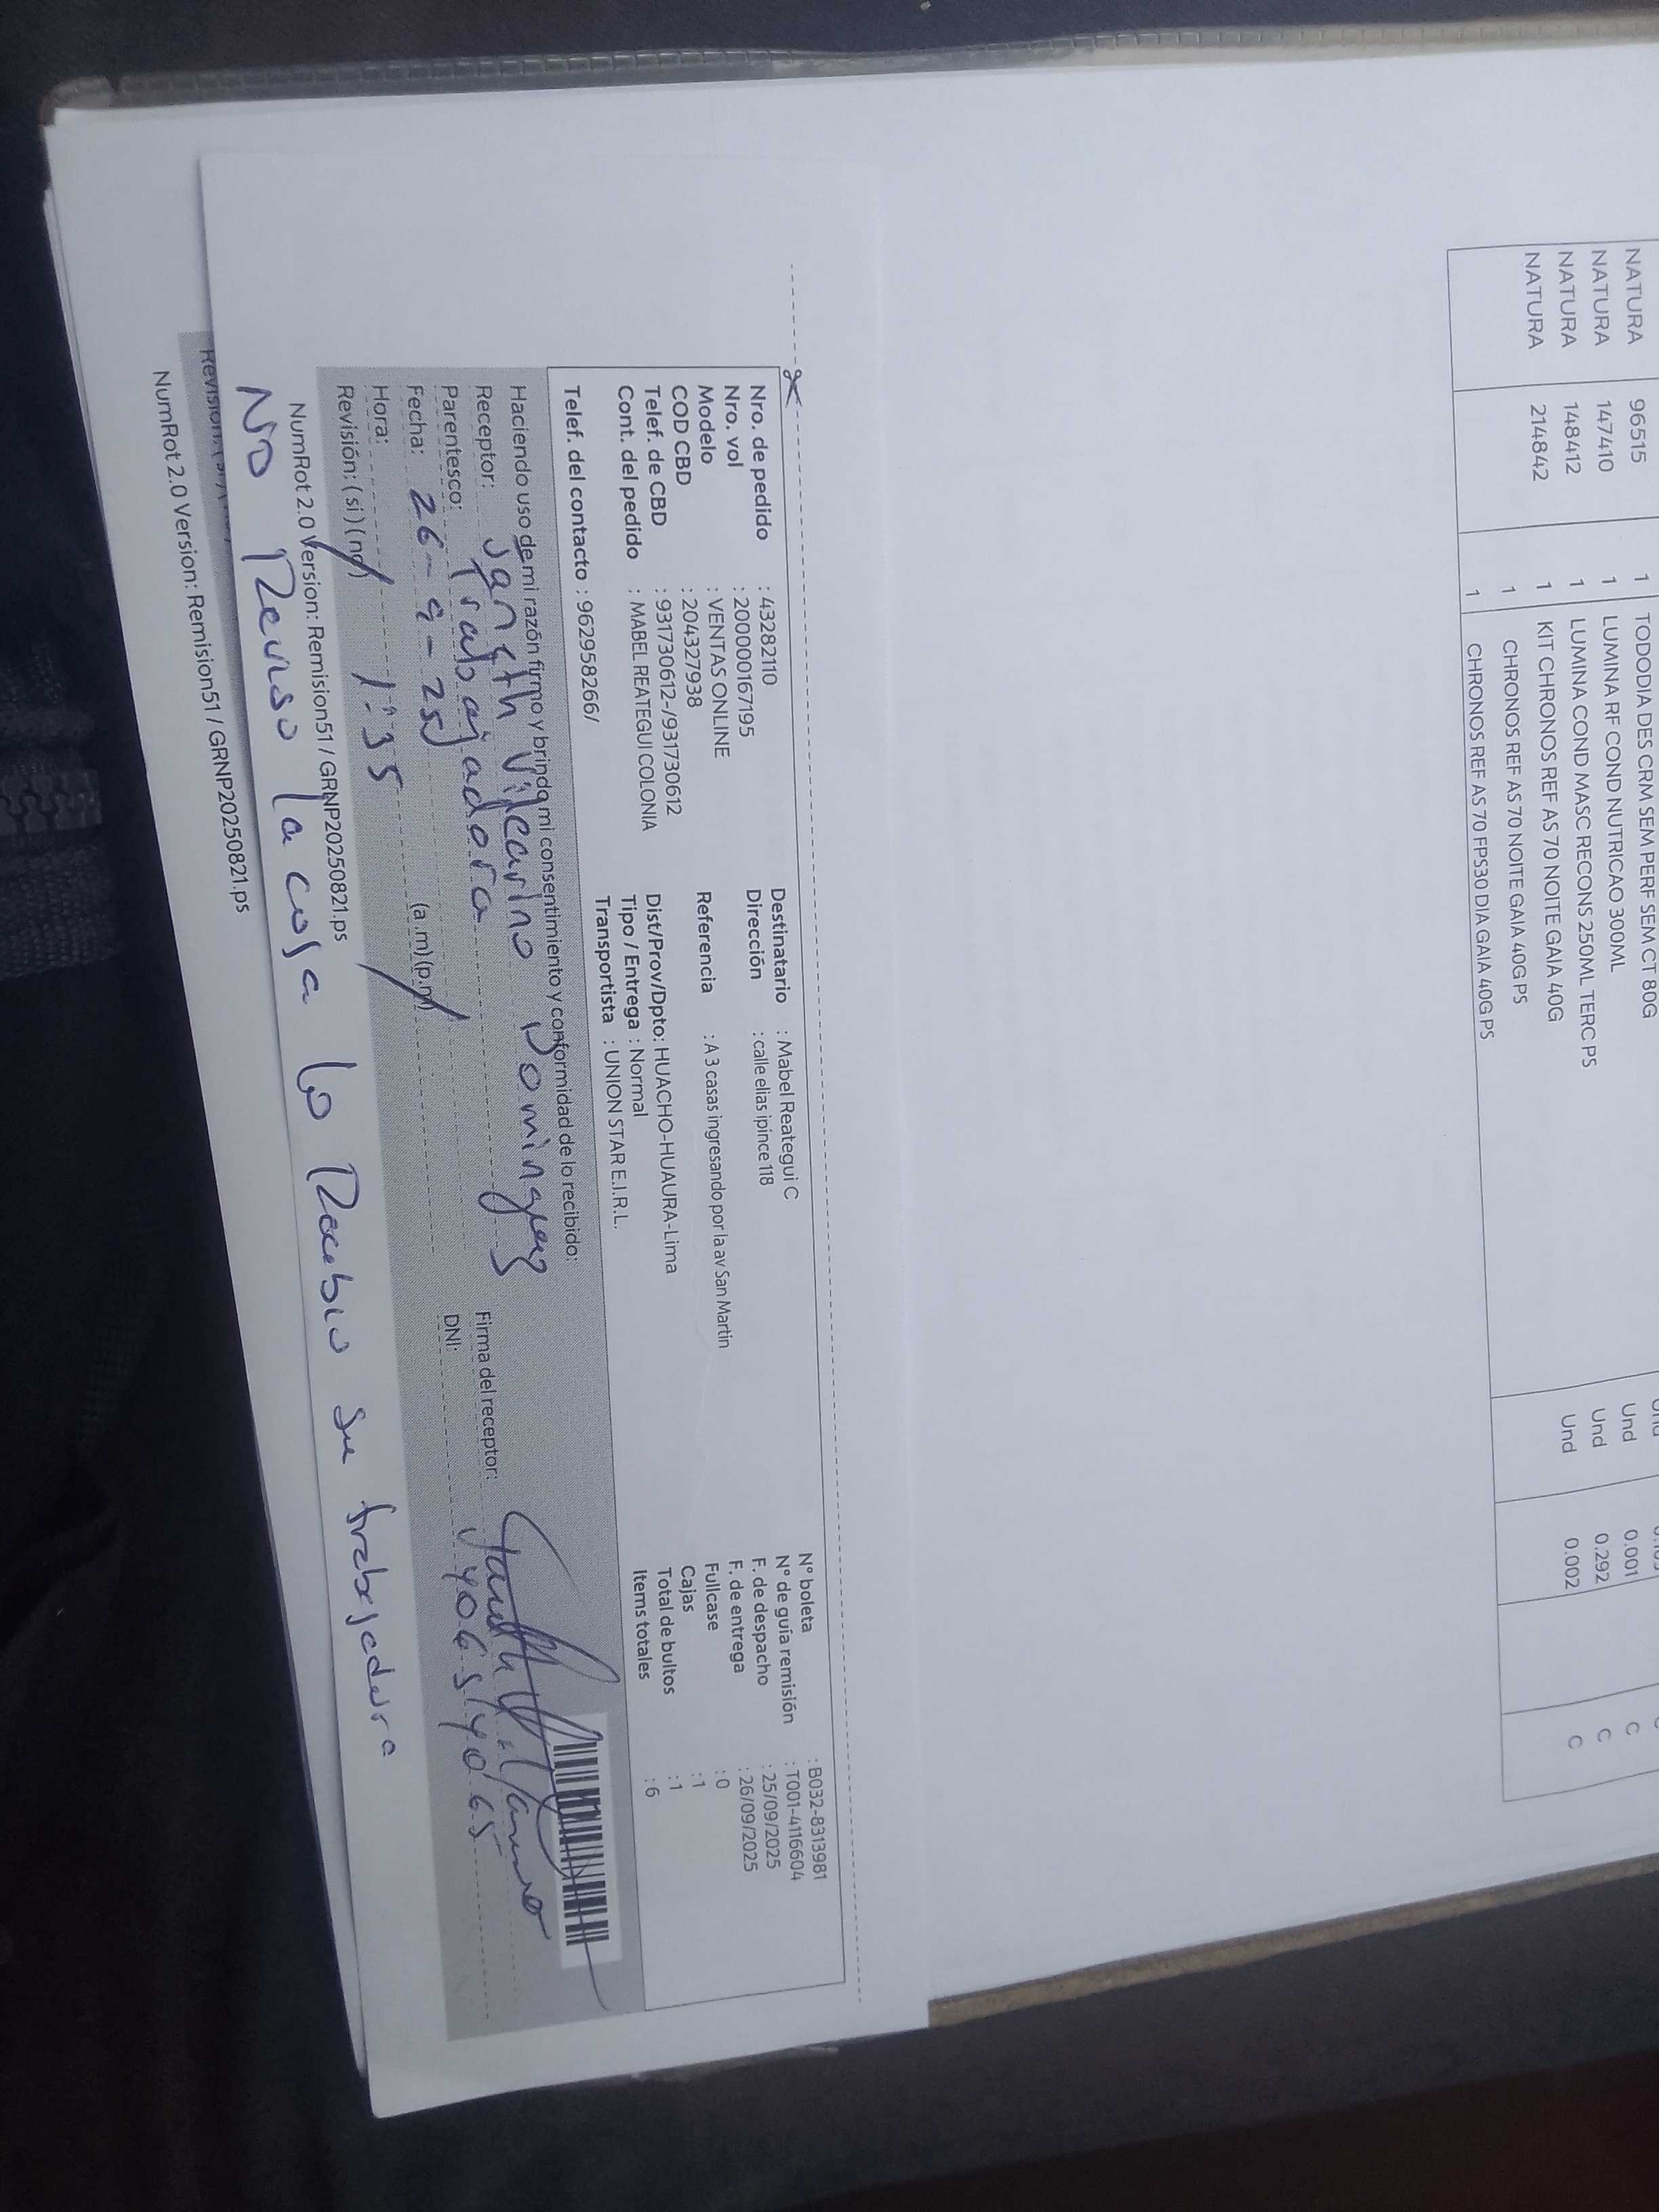 NATURA 96515 1 TODODIA DES CRM SEM PERF SEM CT 80G Und 0.001 C
NATURA 147410 1 LUMINA RF COND NUTRICAO 300ML Und 0.292 C
NATURA 148412 1 LUMINA COND MASC RECONS 250ML TERC PS Und 0.002 C
NATURA 214842 1 KIT CHRONOS REF AS 70 NOITE GAIA 40G
1 CHRONOS REF AS 70 NOITE GAIA 40G PS
1 CHRONOS REF AS 70 FPS30 DIA GAIA 40G PS
Nro. de pedido : 43282110 Destinatario : Mabel Reategui C N° boleta : B032-8313981
Nro. vol : 200000167195 Dirección : calle elias ipince 118 N° de guía remisión : T001-4116604
Modelo : VENTAS ONLINE F. de despacho : 25/09/2025
COD CBD : 204327938 Referencia : A 3 casas ingresando por la av San Martin F. de entrega : 26/09/2025
Telef. de CBD : 931730612-/931730612 Fullcase : 0
Cont. del pedido : MABEL REATEGUI COLONIA Dist/Prov/Dpto: HUACHO-HUAURA-Lima Cajas : 1
Tipo / Entrega : Normal Total de bultos : 1
Telef. del contacto : 962958266/ Transportista : UNION STAR E.I.R.L. Items totales : 6
Haciendo uso de mi razón firmo y brindo mi consentimiento y conformidad de lo recibido:
Receptor: Vilcarino Firma del receptor:
Parentesco: Trabajadora DNI:
Fecha: 26-9-25
Hora: 1:35 (a.m) (p.m)
Revisión: (si) (no)
NumRot 2.0 Version: Remision51 / GRNP20250821.ps
No Reviso la cosa lo Recebio su trabajadora
NumRot 2.0 Version: Remision51 / GRNP20250821.ps